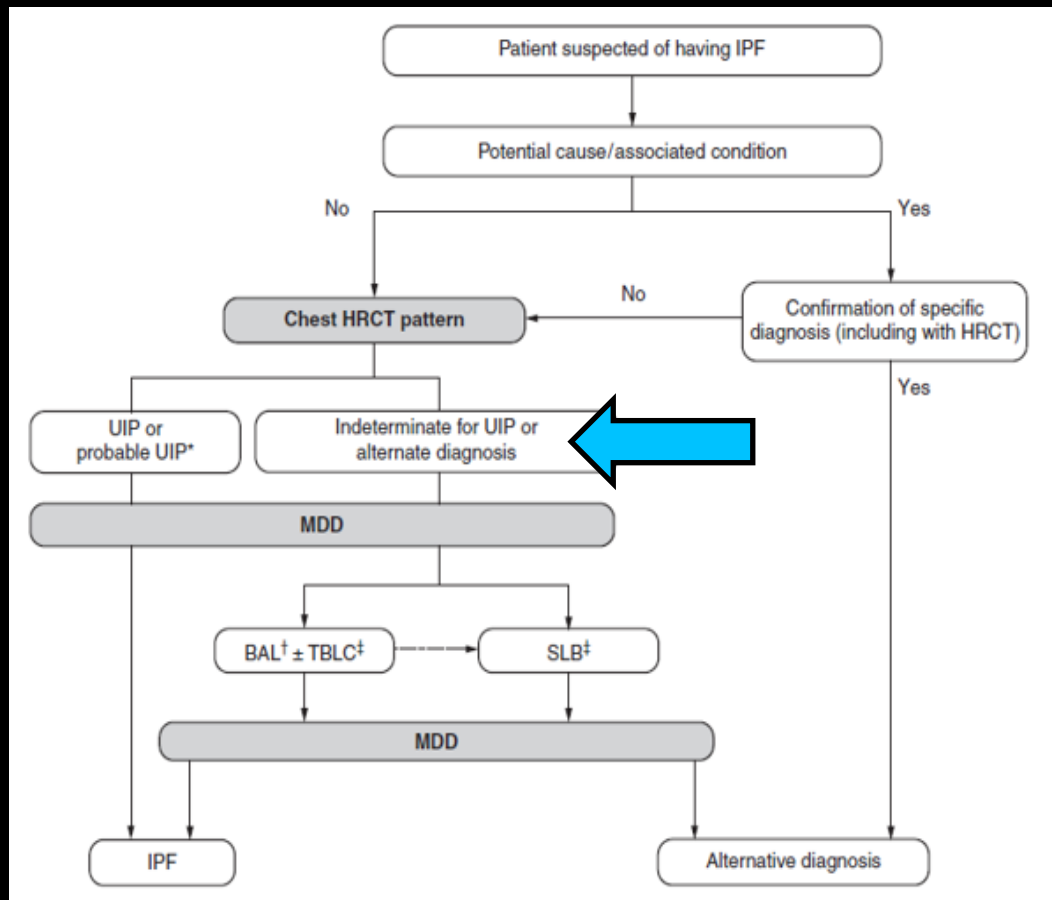 Patient suspected of having IPF
Potential cause/associated condition
No
Yes
No
Chest HRCT pattern
Confirmation of specific
diagnosis (including with HRCT)
Yes
UIP or
probable UIP*
Indeterminate for UIP or
alternate diagnosis
MDD
BAL† ± TBLC‡
SLB‡
MDD
IPF
Alternative diagnosis